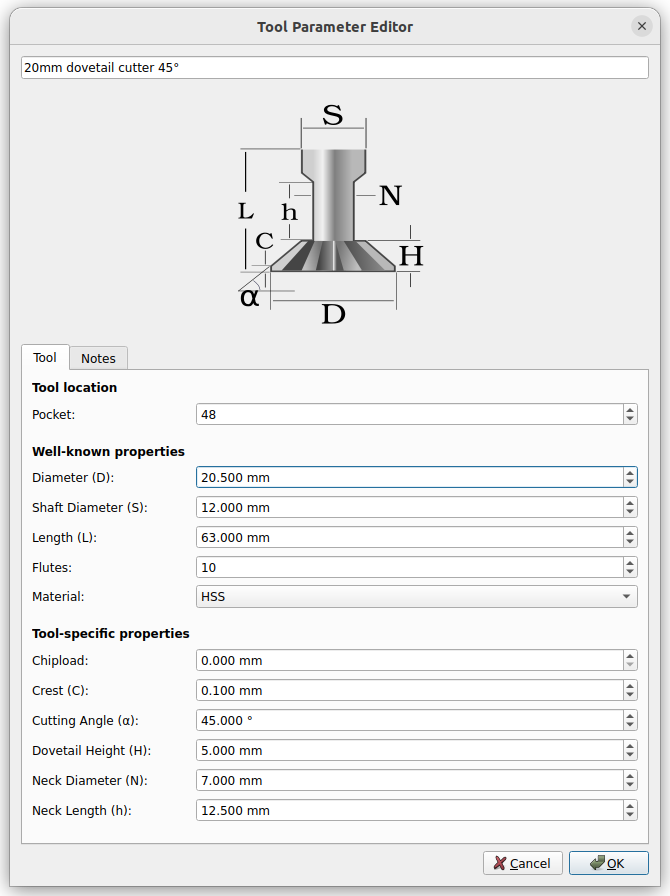 Tool Parameter Editor
20mm dovetail cutter 45°
S
N
L
h
C
H
α
D
Tool
Notes
Tool location
Pocket:
48
Well-known properties
Diameter (D):
20.500 mm
Shaft Diameter (S):
12.000 mm
Length (L):
63.000 mm
Flutes:
10
Material:
HSS
Tool-specific properties
Chipload:
0.000 mm
Crest (C):
0.100 mm
Cutting Angle (α):
45.000 °
Dovetail Height (H):
5.000 mm
Neck Diameter (N):
7.000 mm
Neck Length (h):
12.500 mm
Cancel
OK